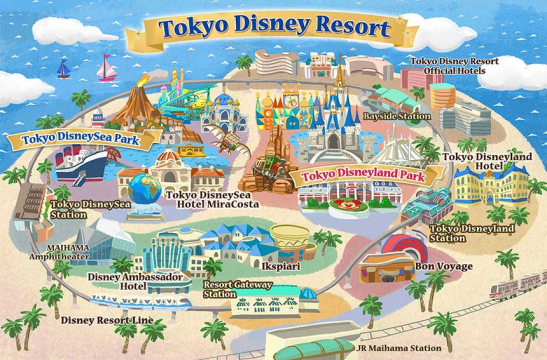 Tokyo Disney Resort
Tokyo Disney Resort
Official Hotels
Bayside Station
Tokyo DisneySea Park
Tokyo Disneyland
Hotel
Tokyo Disneyland Park
Tokyo DisneySea
Hotel MiraCosta
Tokyo DisneySea
Station
Tokyo Disneyland
Station
MAIHAMA
Amphitheater
Ikspiari
Bon Voyage
Disney Ambassador
Hotel
Resort Gateway
Station
Disney Resort Line
JR Maihama Station